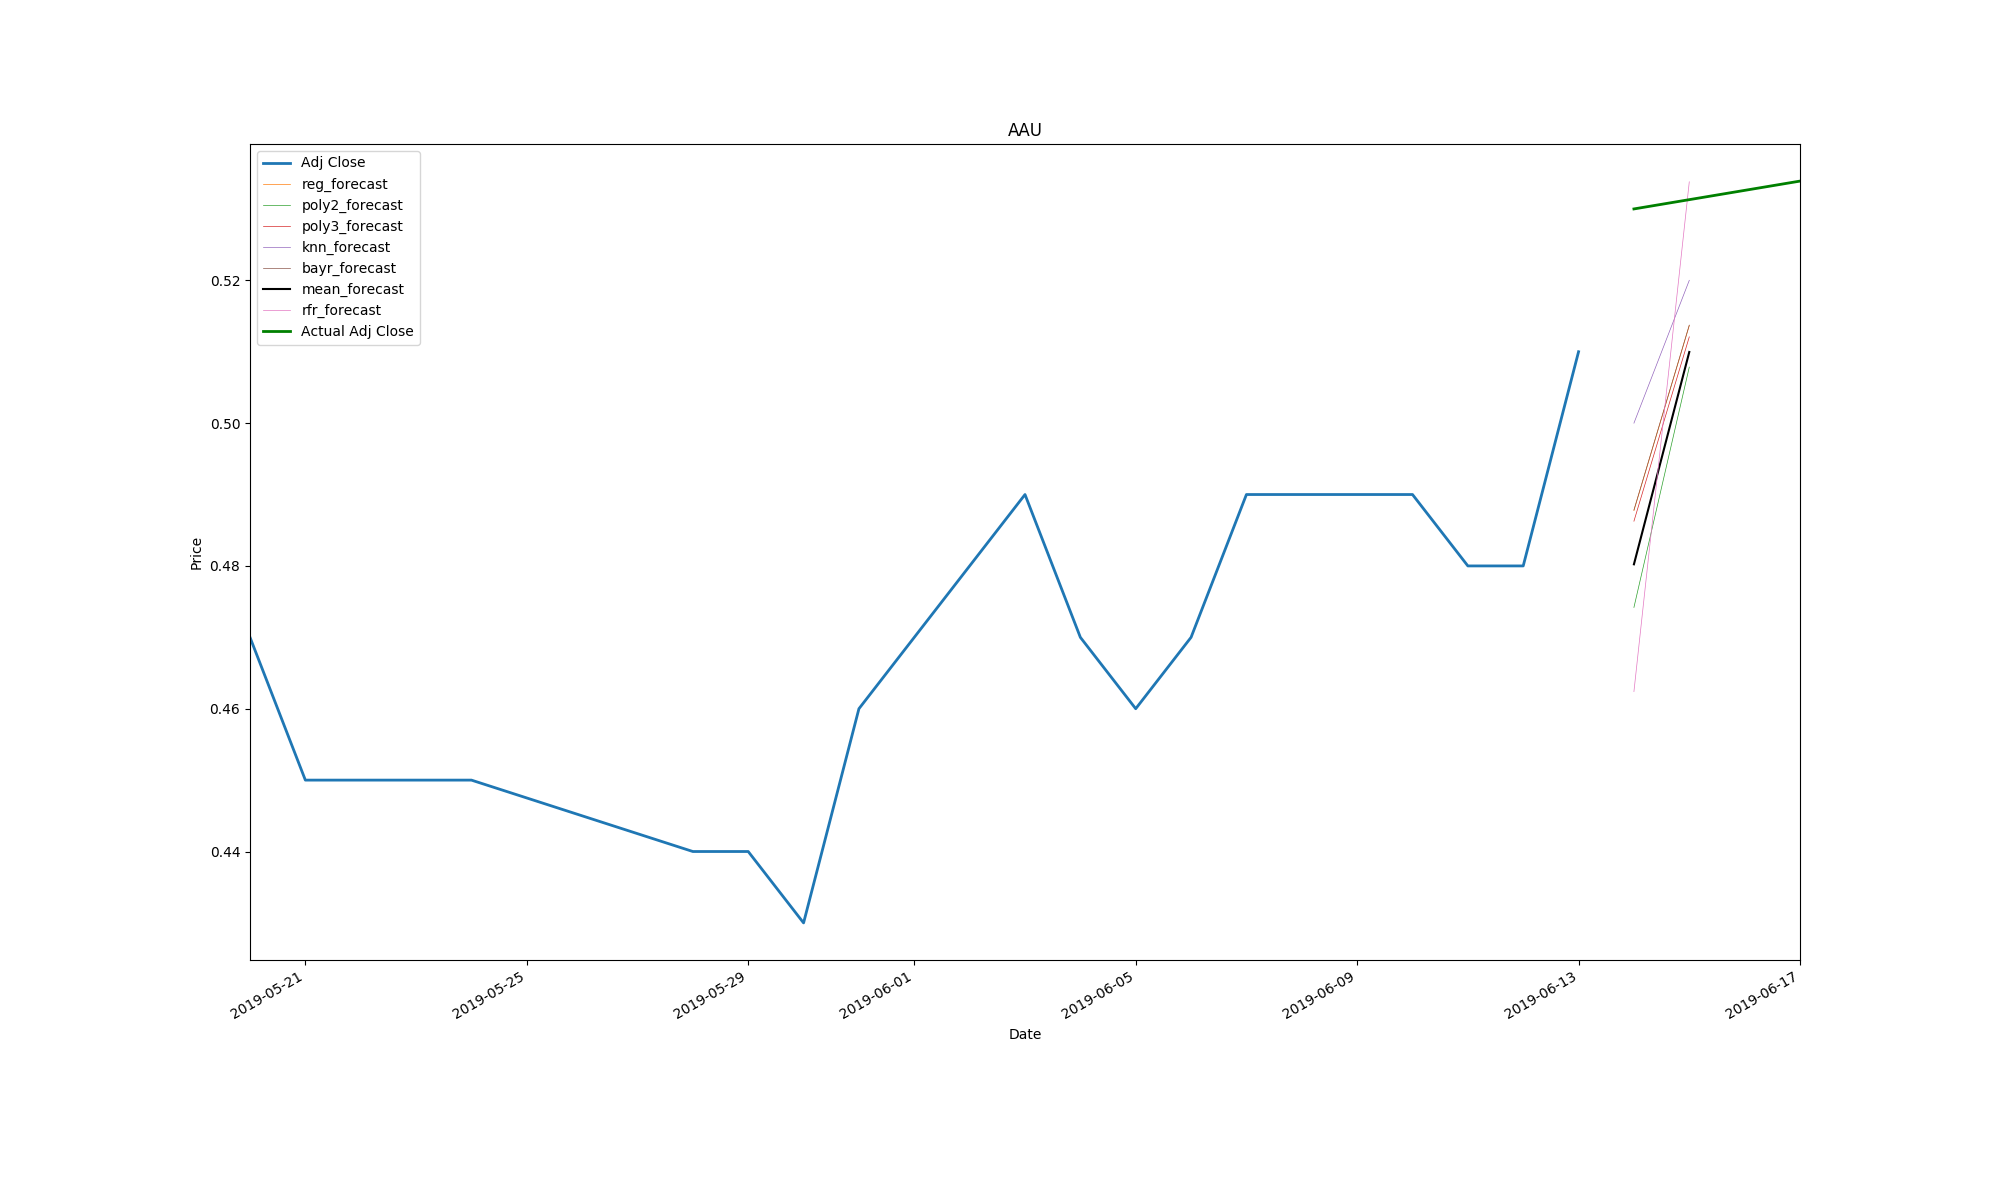 AAU
Adj Close
reg_forecast
poly2_forecast
poly3_forecast
knn_forecast
bayr_forecast
mean_forecast
rfr_forecast
Actual Adj Close
0.52
0.50
0.48
0.46
0.44
Price
2019-05-21
2019-05-25
2019-05-29
2019-06-01
2019-06-05
2019-06-09
2019-06-13
2019-06-17
Date